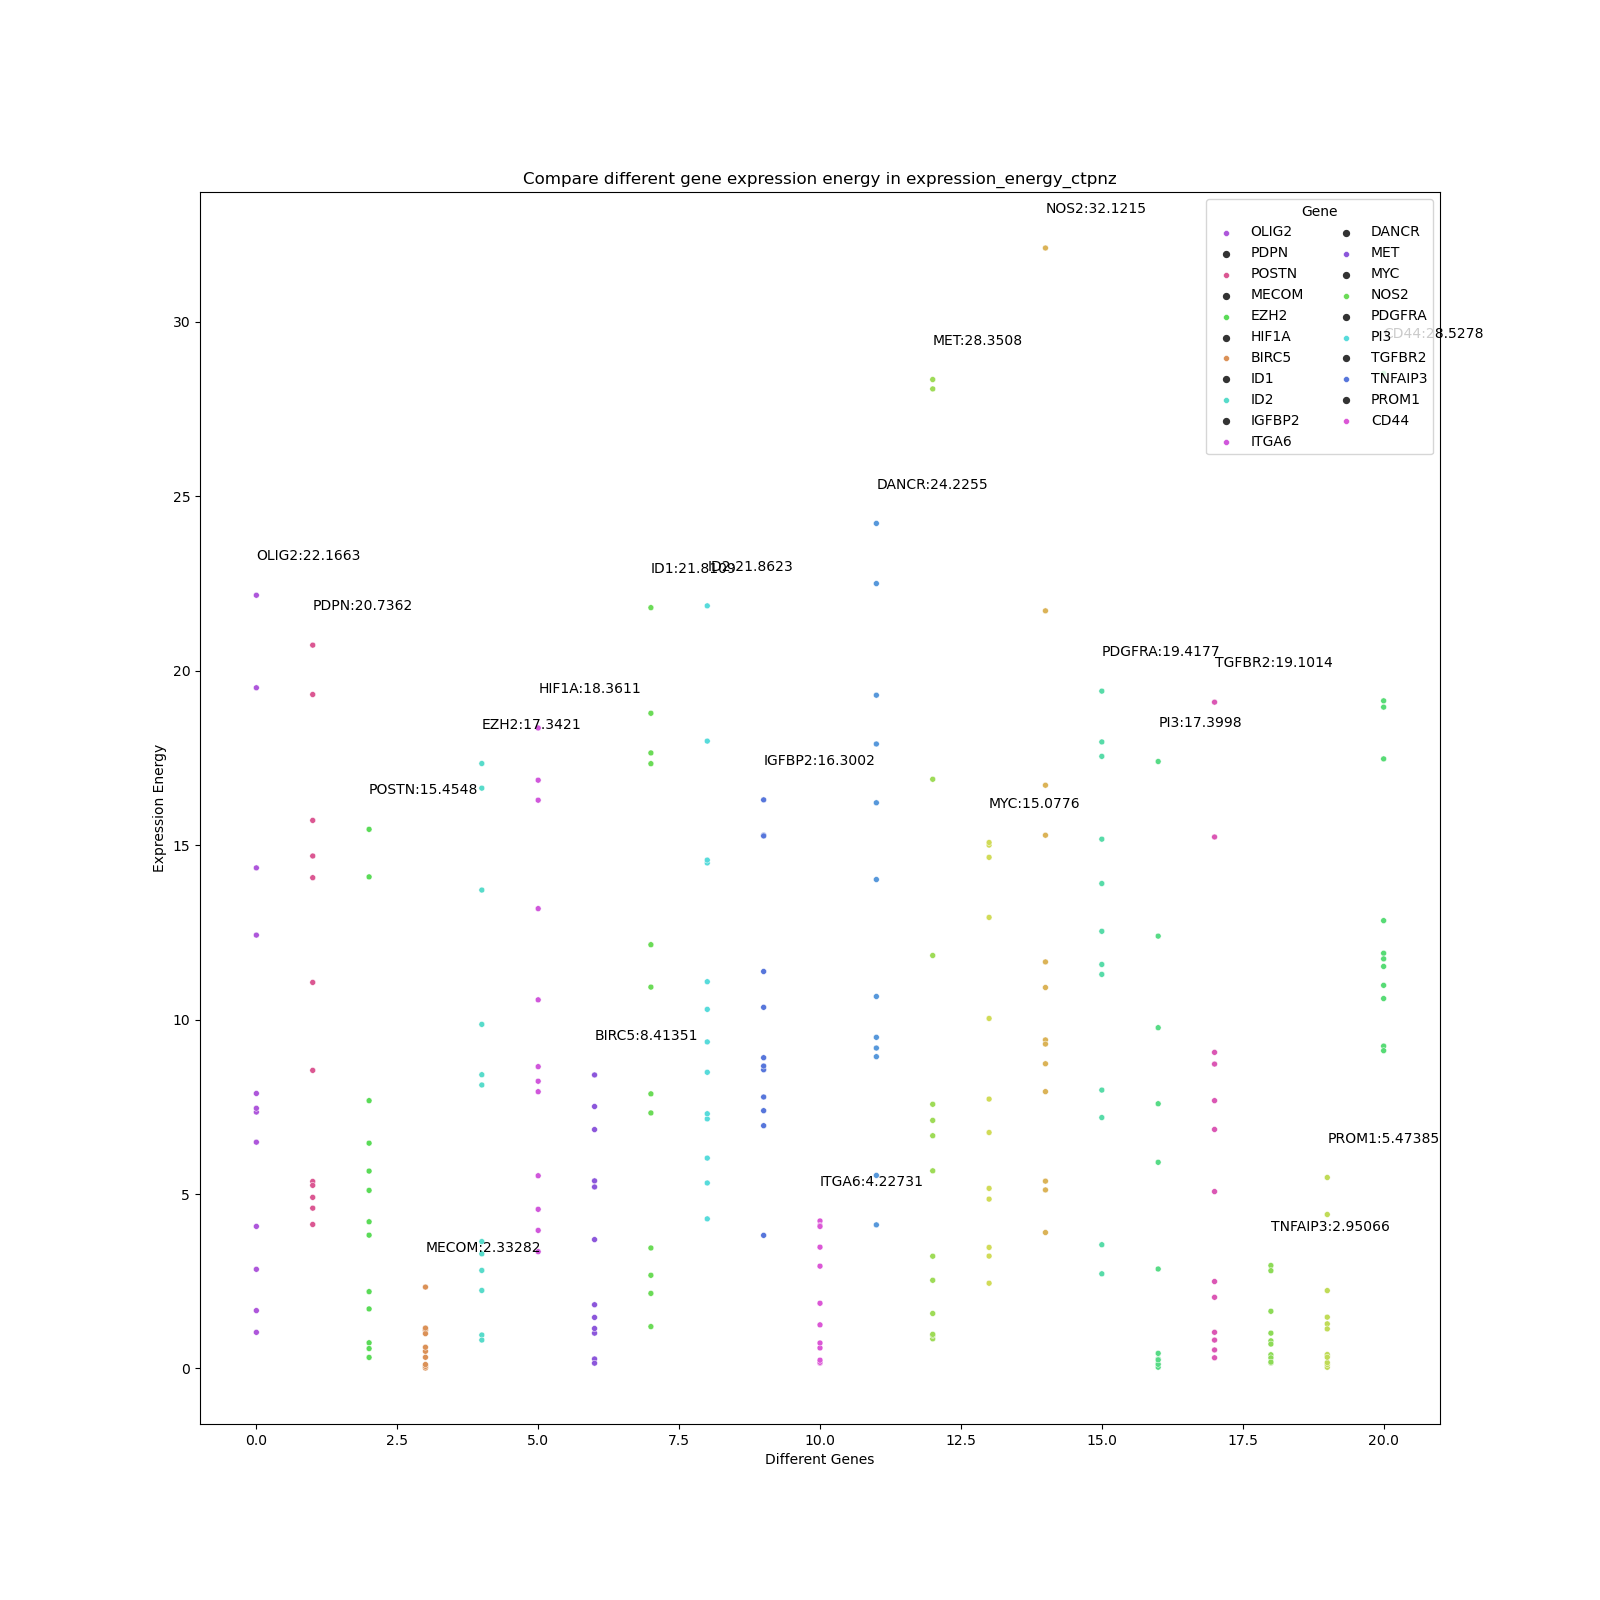 Compare different gene expression energy in expression_energy_ctpnz
NOS2:32.1215
Gene
OLIG2
PDPN
POSTN
MECOM
EZH2
HIF1A
BIRC5
ID1
ID2
IGFBP2
ITGA6
DANCR
MET
MYC
NOS2
PDGFRA
PI3
TGFBR2
TNFAIP3
PROM1
CD44
CD44:28.5278
MET:28.3508
DANCR:24.2255
OLIG2:22.1663
ID1:21.8109
ID2:21.8623
PDPN:20.7362
PDGFRA:19.4177
TGFBR2:19.1014
HIF1A:18.3611
EZH2:17.3421
PI3:17.3998
IGFBP2:16.3002
POSTN:15.4548
MYC:15.0776
BIRC5:8.41351
PROM1:5.47385
ITGA6:4.22731
TNFAIP3:2.95066
MECOM:2.33282
Expression Energy
30
25
20
15
10
5
0
0.0 2.5 5.0 7.5 10.0 12.5 15.0 17.5 20.0
Different Genes